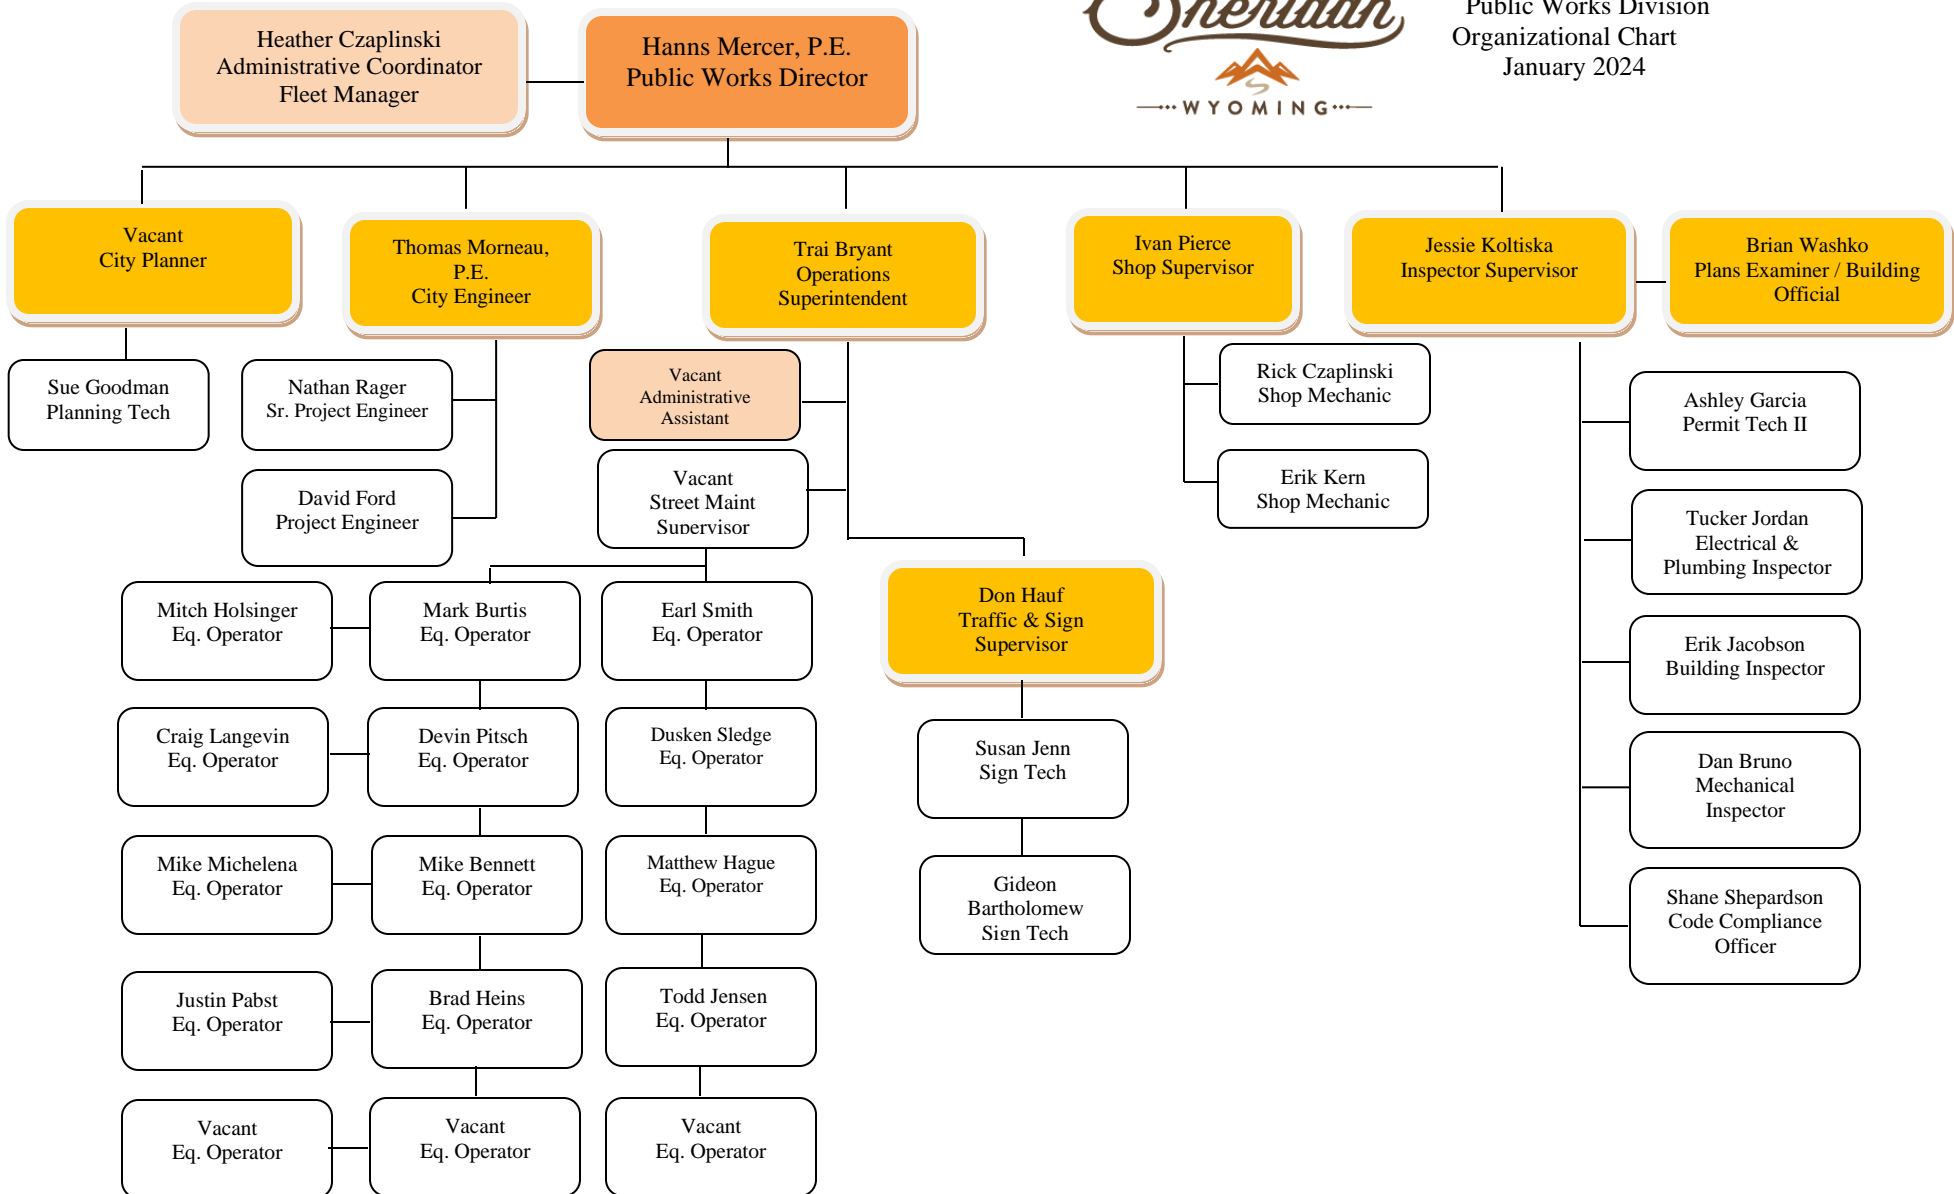 Sheridan
WYOMING
Public Works Division
Organizational Chart
January 2024
Heather Czaplinski
Administrative Coordinator
Fleet Manager
Hanns Mercer, P.E.
Public Works Director
Vacant
City Planner
Thomas Morneau,
P.E.
City Engineer
Trai Bryant
Operations
Superintendent
Ivan Pierce
Shop Supervisor
Jessie Koltiska
Inspector Supervisor
Brian Washko
Plans Examiner / Building
Official
Sue Goodman
Planning Tech
Nathan Rager
Sr. Project Engineer
David Ford
Project Engineer
Vacant
Administrative
Assistant
Vacant
Street Maint
Supervisor
Rick Czaplinski
Shop Mechanic
Erik Kern
Shop Mechanic
Ashley Garcia
Permit Tech II
Tucker Jordan
Electrical &
Plumbing Inspector
Erik Jacobson
Building Inspector
Dan Bruno
Mechanical
Inspector
Shane Shepardson
Code Compliance
Officer
Don Hauf
Traffic & Sign
Supervisor
Susan Jenn
Sign Tech
Gideon
Bartholomew
Sign Tech
Mitch Holsinger
Eq. Operator
Mark Burtis
Eq. Operator
Earl Smith
Eq. Operator
Craig Langevin
Eq. Operator
Devin Pitsch
Eq. Operator
Dusken Sledge
Eq. Operator
Mike Michelena
Eq. Operator
Mike Bennett
Eq. Operator
Matthew Hague
Eq. Operator
Justin Pabst
Eq. Operator
Brad Heins
Eq. Operator
Todd Jensen
Eq. Operator
Vacant
Eq. Operator
Vacant
Eq. Operator
Vacant
Eq. Operator